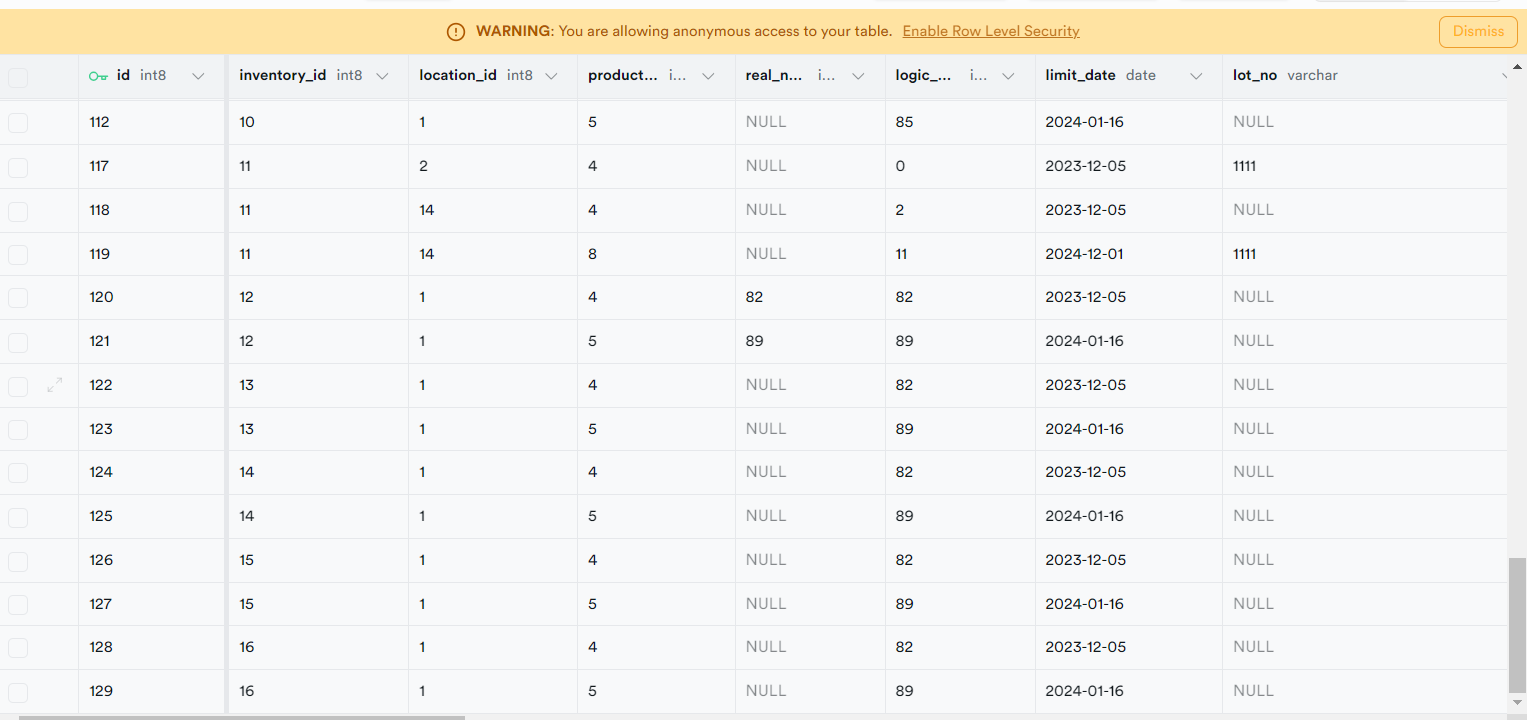 WARNING: You are allowing anonymous access to your table. Enable Row Level Security Dismiss
id int8 inventory_id int8 location_id int8 product... i... real_n... i... logic_... i... limit_date date lot_no varchar
112 10 1 5 NULL 85 2024-01-16 NULL
117 11 2 4 NULL 0 2023-12-05 1111
118 11 14 4 NULL 2 2023-12-05 NULL
119 11 14 8 NULL 11 2024-12-01 1111
120 12 1 4 82 82 2023-12-05 NULL
121 12 1 5 89 89 2024-01-16 NULL
122 13 1 4 NULL 82 2023-12-05 NULL
123 13 1 5 NULL 89 2024-01-16 NULL
124 14 1 4 NULL 82 2023-12-05 NULL
125 14 1 5 NULL 89 2024-01-16 NULL
126 15 1 4 NULL 82 2023-12-05 NULL
127 15 1 5 NULL 89 2024-01-16 NULL
128 16 1 4 NULL 82 2023-12-05 NULL
129 16 1 5 NULL 89 2024-01-16 NULL